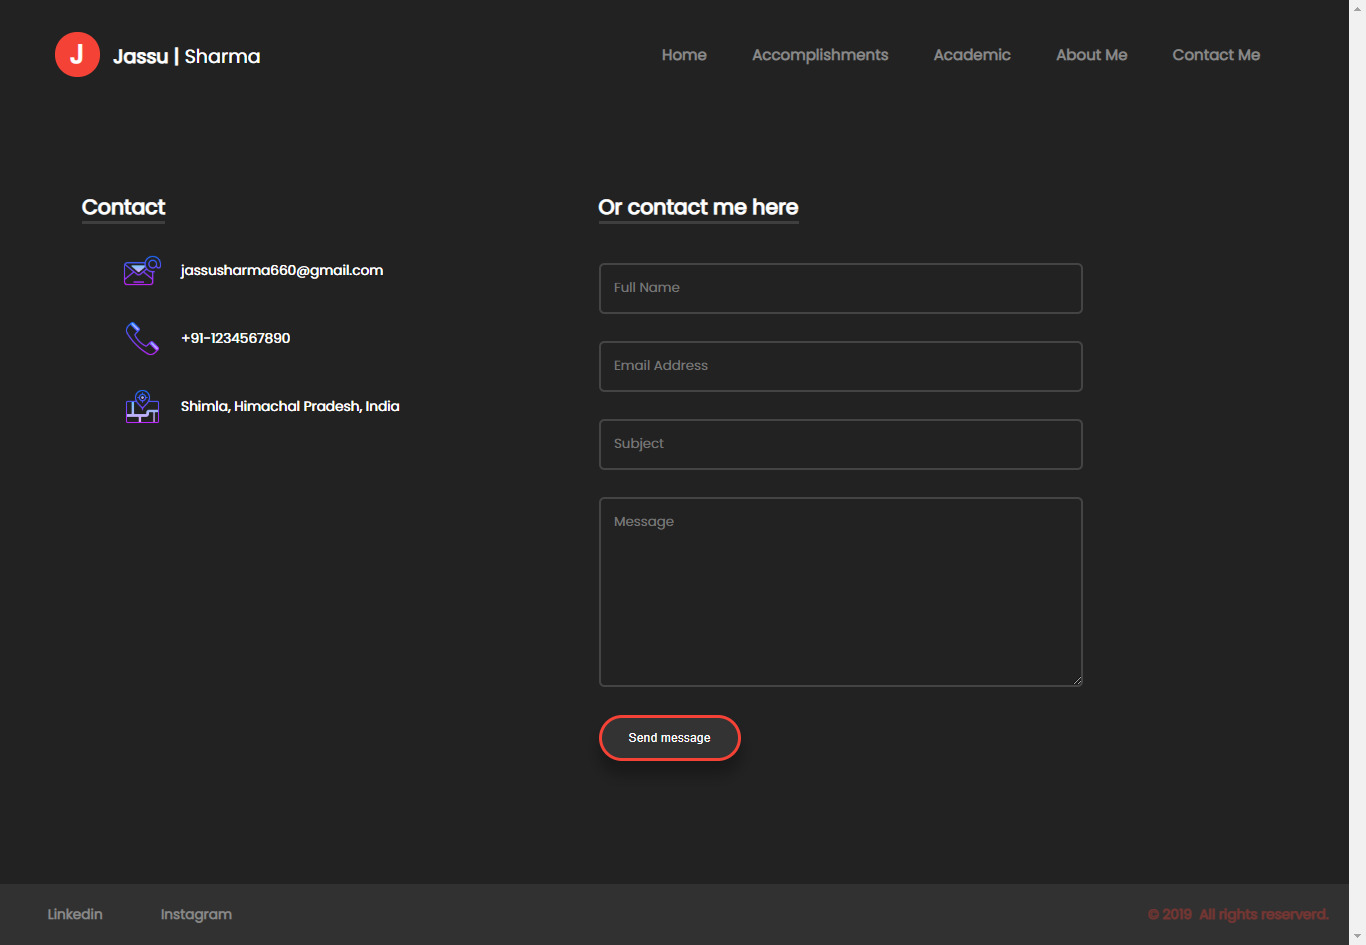 J Jassu | Sharma Home Accomplishments Academic About Me Contact Me
Contact
jassusharma660@gmail.com
+91-1234567890
Shimla, Himachal Pradesh, India
Or contact me here
Full Name
Email Address
Subject
Message
Send message
Linkedin Instagram © 2019 All rights reserverd.